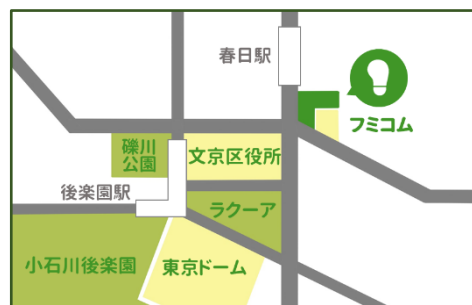 春日駅
フミコム
礫川
公園
文京区役所
後楽園駅
ラクーア
小石川後楽園
東京ドーム